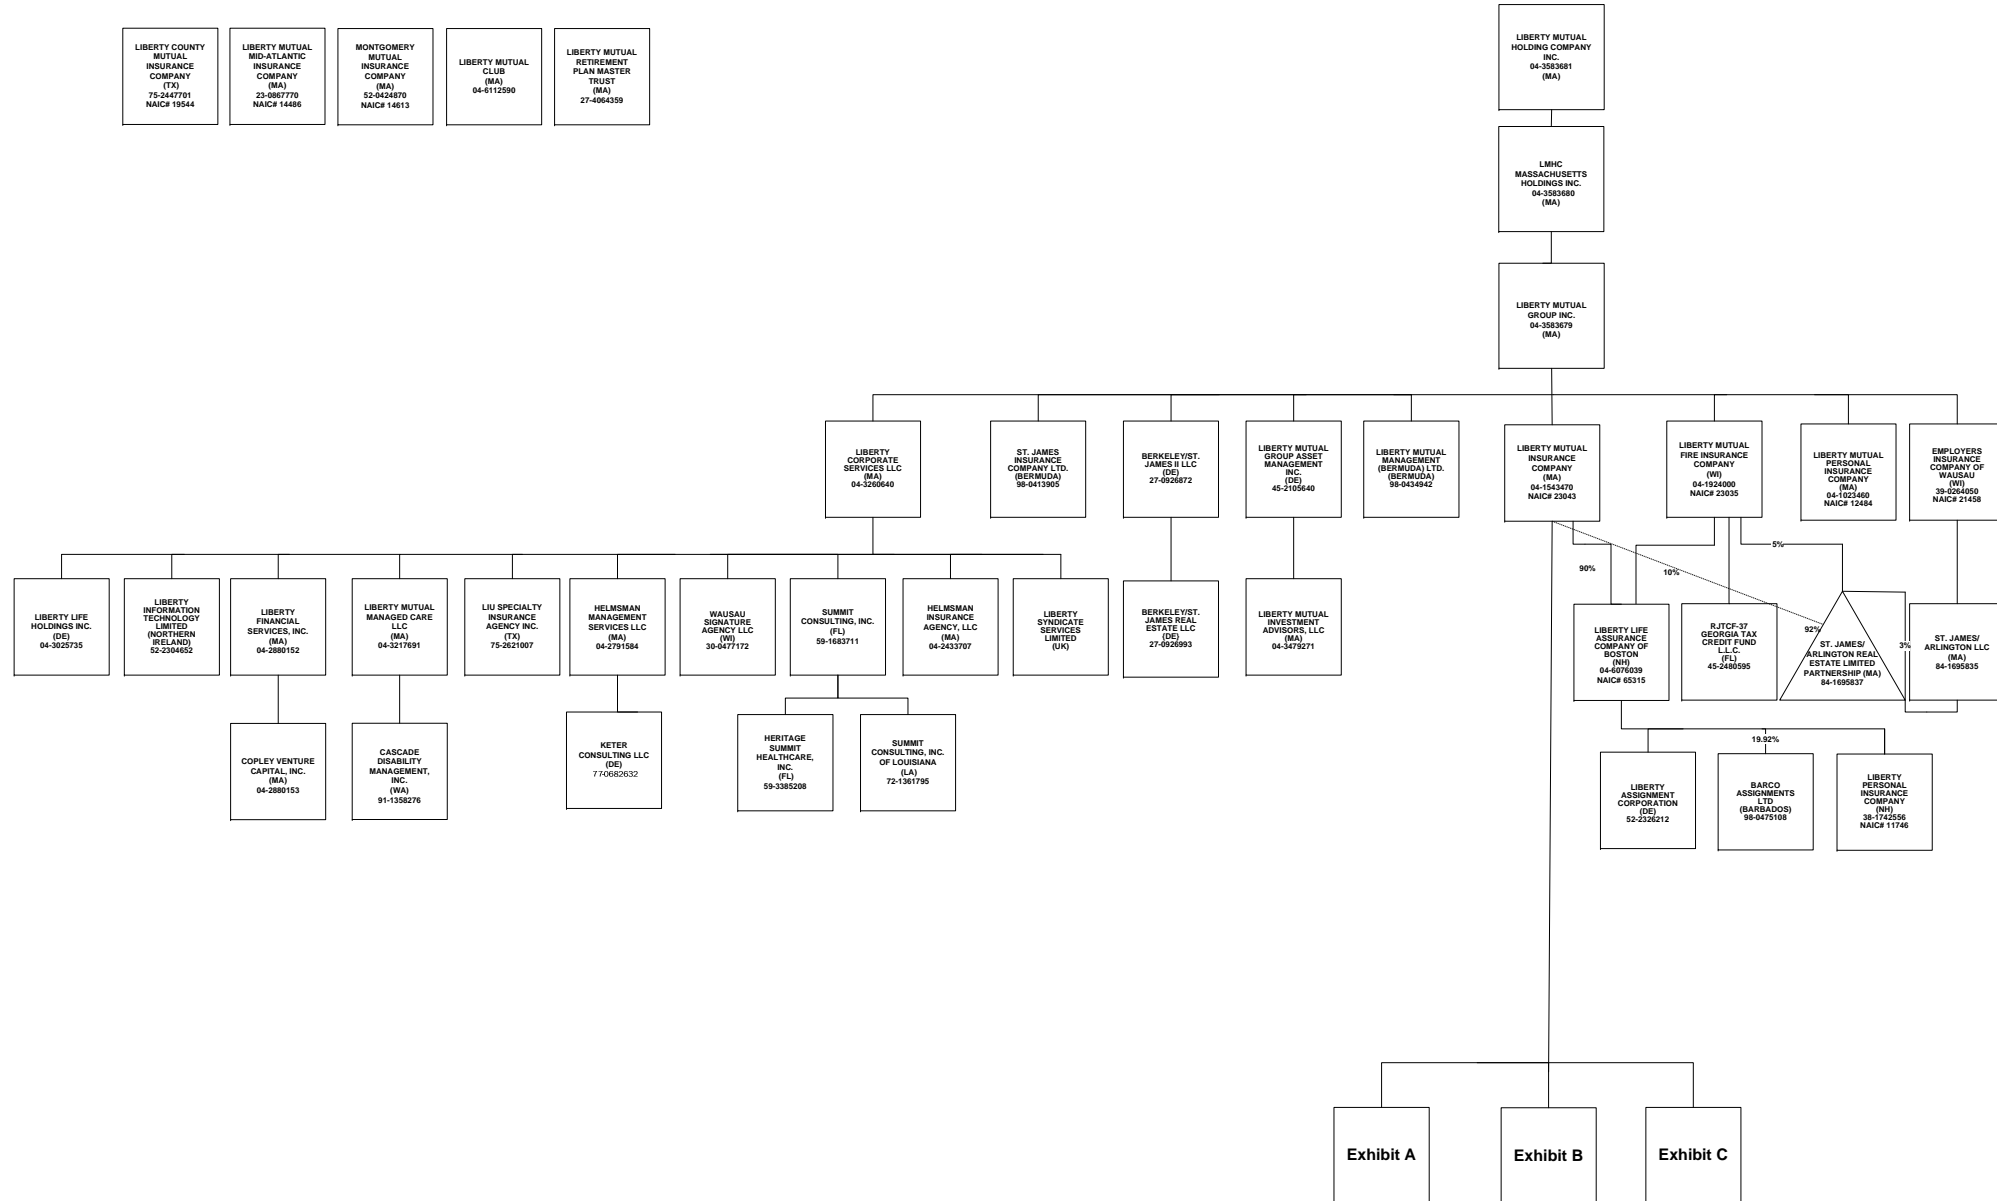 LIBERTY COUNTY
MUTUAL
INSURANCE
COMPANY
(TX)
75-2447701
NAIC# 19544
LIBERTY MUTUAL
MID-ATLANTIC
INSURANCE
COMPANY
(MA)
23-0867770
NAIC# 14486
MONTGOMERY
MUTUAL
INSURANCE
COMPANY
(MA)
52-0424870
NAIC# 14613
LIBERTY MUTUAL
CLUB
(MA)
04-6112590
LIBERTY MUTUAL
RETIREMENT
PLAN MASTER
TRUST
(MA)
27-4064359
LIBERTY MUTUAL
HOLDING COMPANY
INC.
04-3583681
(MA)
LMHC
MASSACHUSETTS
HOLDINGS INC.
04-3583680
(MA)
LIBERTY MUTUAL
GROUP INC.
04-3583679
(MA)
LIBERTY
CORPORATE
SERVICES LLC
(MA)
04-3260640
ST. JAMES
INSURANCE
COMPANY LTD.
(BERMUDA)
98-0413905
BERKELEY/ST.
JAMES II LLC
(DE)
27-0926872
LIBERTY MUTUAL
GROUP ASSET
MANAGEMENT
INC.
(DE)
45-2105640
LIBERTY MUTUAL
MANAGEMENT
(BERMUDA) LTD.
(BERMUDA)
98-0434942
LIBERTY MUTUAL
INSURANCE
COMPANY
(MA)
04-1543470
NAIC# 23043
LIBERTY MUTUAL
FIRE INSURANCE
COMPANY
(WI)
04-1924000
NAIC# 23035
LIBERTY MUTUAL
PERSONAL
INSURANCE
COMPANY
(MA)
04-1023460
NAIC# 12484
EMPLOYERS
INSURANCE
COMPANY OF
WAUSAU
(WI)
39-0264050
NAIC# 21458
5%
90%
10%
LIBERTY LIFE
HOLDINGS INC.
(DE)
04-3025735
LIBERTY
INFORMATION
TECHNOLOGY
LIMITED
(NORTHERN
IRELAND)
52-2304652
LIBERTY
FINANCIAL
SERVICES, INC.
(MA)
04-2880152
LIBERTY MUTUAL
MANAGED CARE
LLC
(MA)
04-3217691
LIU SPECIALTY
INSURANCE
AGENCY INC.
(TX)
75-2621007
HELMSMAN
MANAGEMENT
SERVICES LLC
(MA)
04-2791584
WAUSAU
SIGNATURE
AGENCY LLC
(WI)
30-0477172
SUMMIT
CONSULTING, INC.
(FL)
59-1683711
HELMSMAN
INSURANCE
AGENCY, LLC
(MA)
04-2433707
LIBERTY
SYNDICATE
SERVICES
LIMITED
(UK)
BERKELEY/ST.
JAMES REAL
ESTATE LLC
(DE)
27-0926993
LIBERTY MUTUAL
INVESTMENT
ADVISORS, LLC
(MA)
04-3479271
LIBERTY LIFE
ASSURANCE
COMPANY OF
BOSTON
(NH)
04-6076039
NAIC# 65315
RJTCF-37
GEORGIA TAX
CREDIT FUND
L.L.C.
(FL)
45-2480595
92%
ST. JAMES/
ARLINGTON REAL
ESTATE LIMITED
PARTNERSHIP (MA)
84-1695837
3%
ST. JAMES/
ARLINGTON LLC
(MA)
84-1695835
COPLEY VENTURE
CAPITAL, INC.
(MA)
04-2880153
CASCADE
DISABILITY
MANAGEMENT,
INC.
(WA)
91-1358276
KETER
CONSULTING LLC
(DE)
77-0682632
HERITAGE
SUMMIT
HEALTHCARE,
INC.
(FL)
59-3385208
SUMMIT
CONSULTING, INC.
OF LOUISIANA
(LA)
72-1361795
19.92%
LIBERTY
ASSIGNMENT
CORPORATION
(DE)
52-2326212
BARCO
ASSIGNMENTS
LTD
(BARBADOS)
98-0475108
LIBERTY
PERSONAL
INSURANCE
COMPANY
(NH)
38-1742556
NAIC# 11746
Exhibit A
Exhibit B
Exhibit C